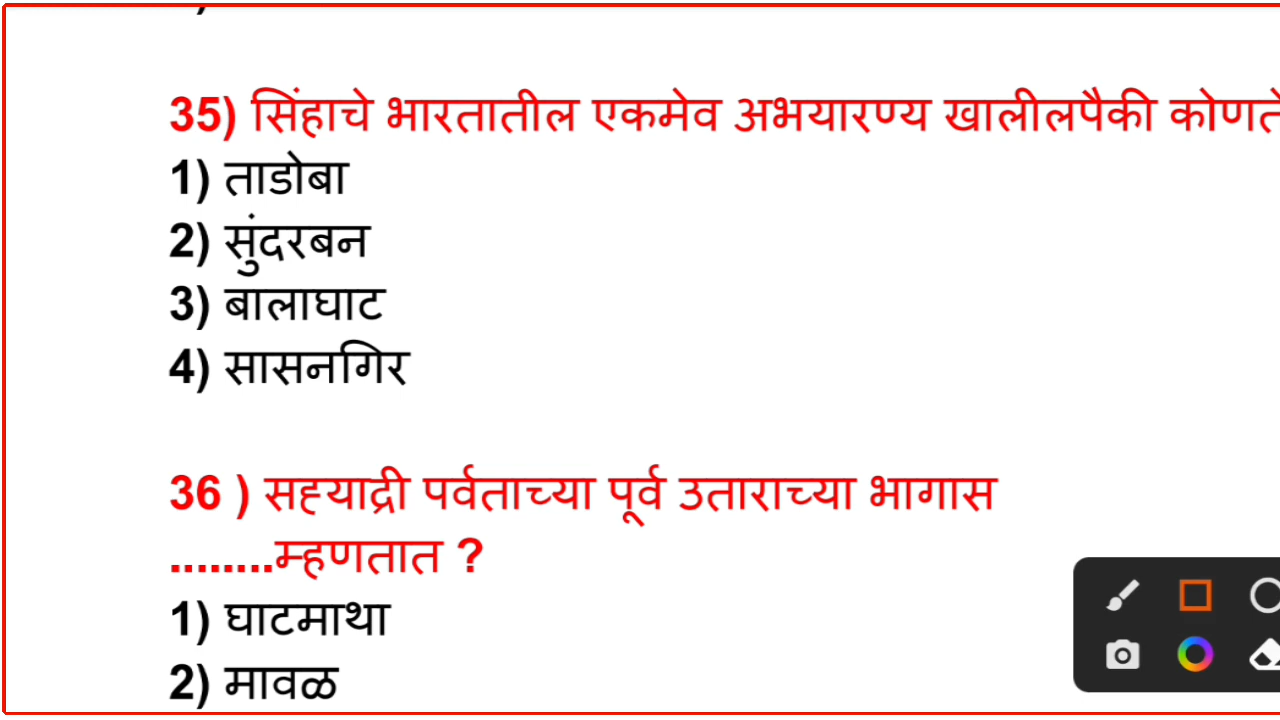 35) सिंहाचे भारतातील एकमेव अभयारण्य खालीलपैकी
1) ताडोबा
2) सुंदरबन
3) बालाघाट
4) सासनगिर
36 ) सह्याद्री पर्वताच्या पूर्व उताराच्या भागास
........म्हणतात ?
1) घाटमाथा
2) मावळ